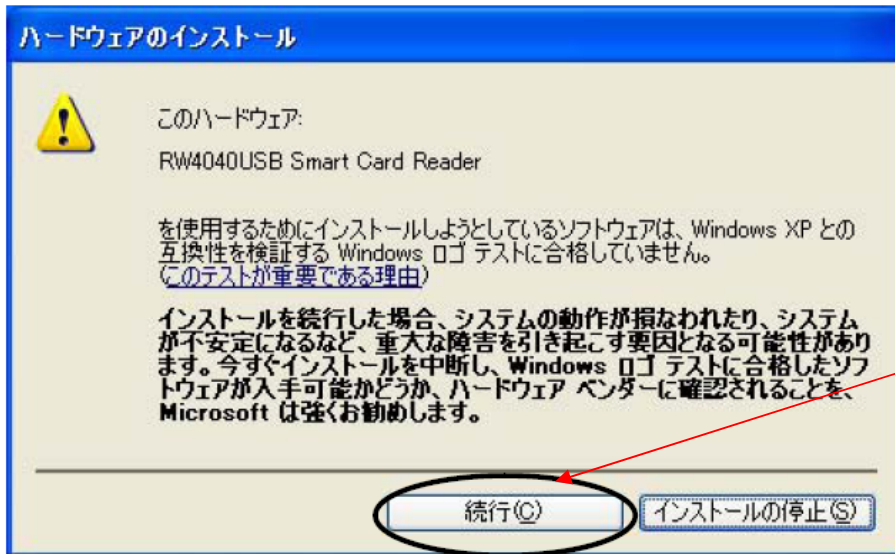 ハードウェアのインストール
このハードウェア:
RW4040USB Smart Card Reader
を使用するためにインストールしようとしているソフトウェアは、Windows XP との
互換性を検証する Windows ロゴ テストに合格していません。
(このテストが重要である理由)
インストールを続行した場合、システムの動作が損なわれたり、システム
が不安定になるなど、重大な障害を引き起こす要因となる可能性があり
ます。今すぐインストールを中断し、Windows ロゴ テストに合格したソフ
トウェアが入手可能かどうか、ハードウェア ベンダーに確認されることを、
Microsoft は強くお勧めします。
続行(C) インストールの停止(S)